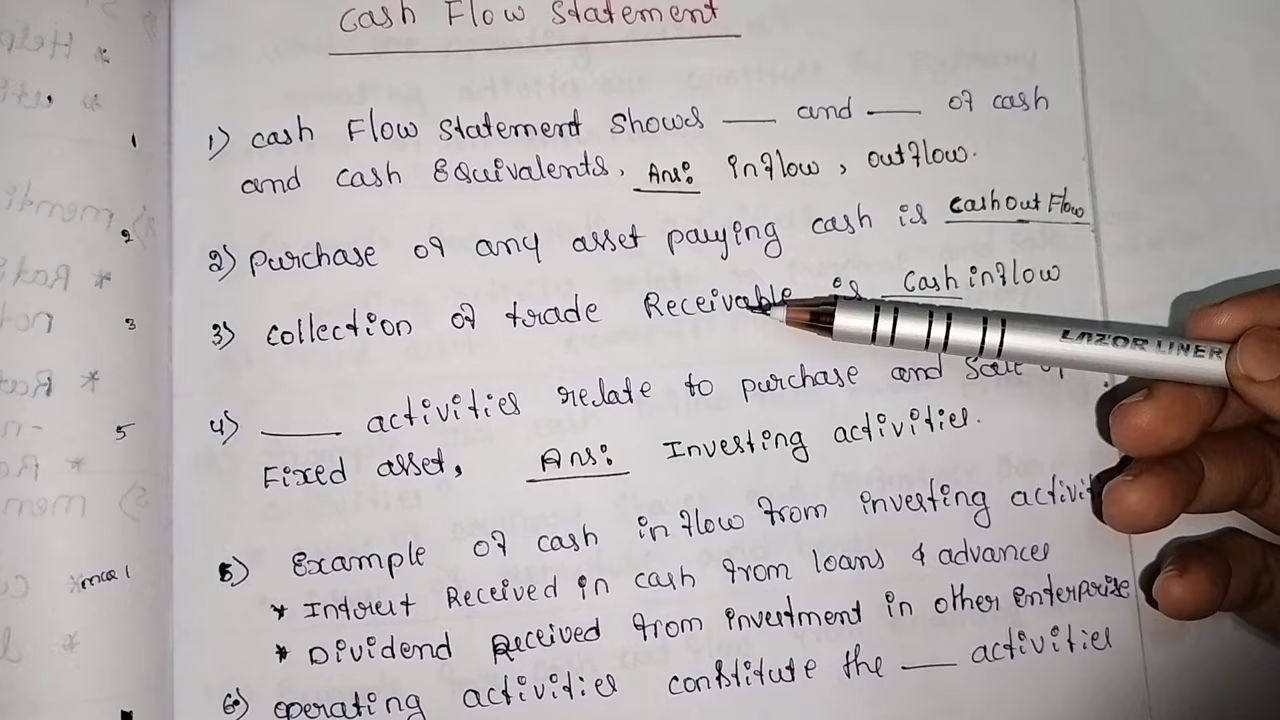 Cash Flow Statement
1 1) cash Flow Statement Shows ___ and ___ of cash
and cash Equivalents, Ans: inflow, outflow.
2 2) purchase of any asset paying cash is cash out Flow
3 3) collection of trade Receivable is cash inflow
4) ___ activities relate to purchase and
5 Fixed asset, Ans: Investing activities.
5) Example of cash inflow from investing
* Interest Received in cash from loans & advances
* Dividend Received from investment in other enterprise
6) operating activities constitute the ___ activities
LAZOR LINER